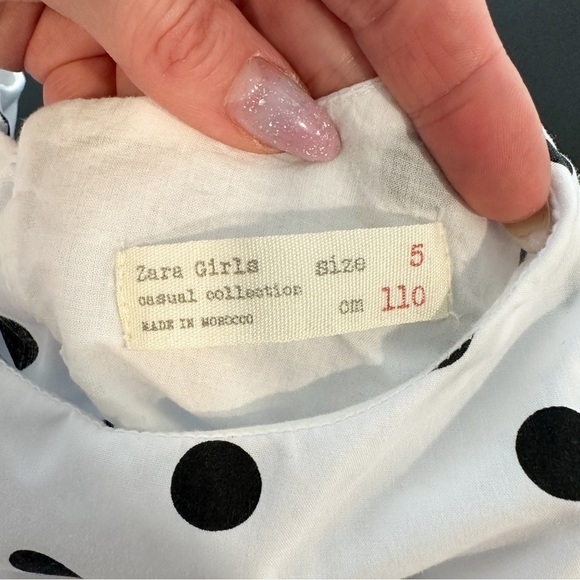 Zara Girls size 5
casual collection
cm 110
MADE IN MOROCCO